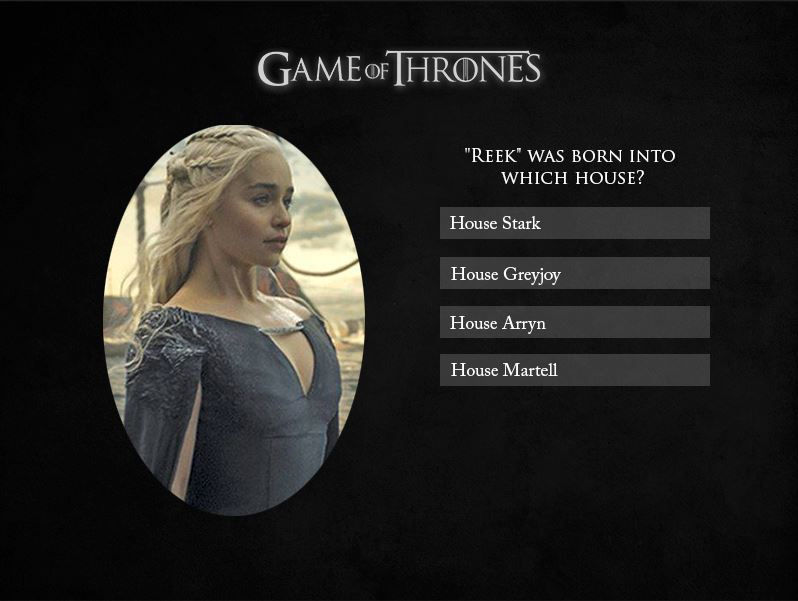 GAME OF THRONES
"REEK" WAS BORN INTO
WHICH HOUSE?
House Stark
House Greyjoy
House Arryn
House Martell